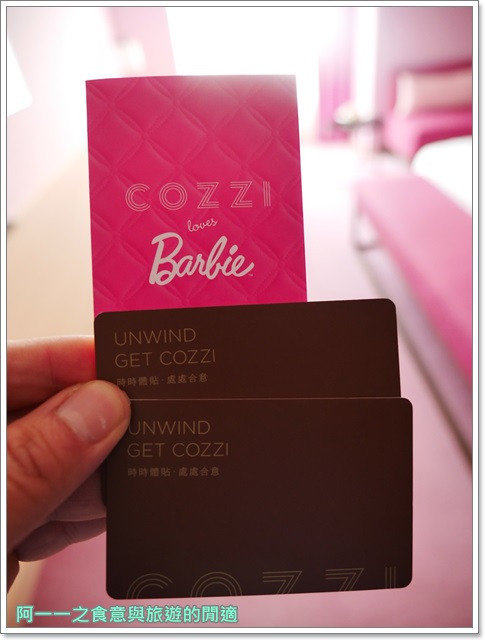 COZZI
loves
Barbie
UNWIND
GET COZZI
時時體貼·處處合意
UNWIND
GET COZZI
時時體貼·處處合意
COZZI
阿一一之食意與旅遊的閒適